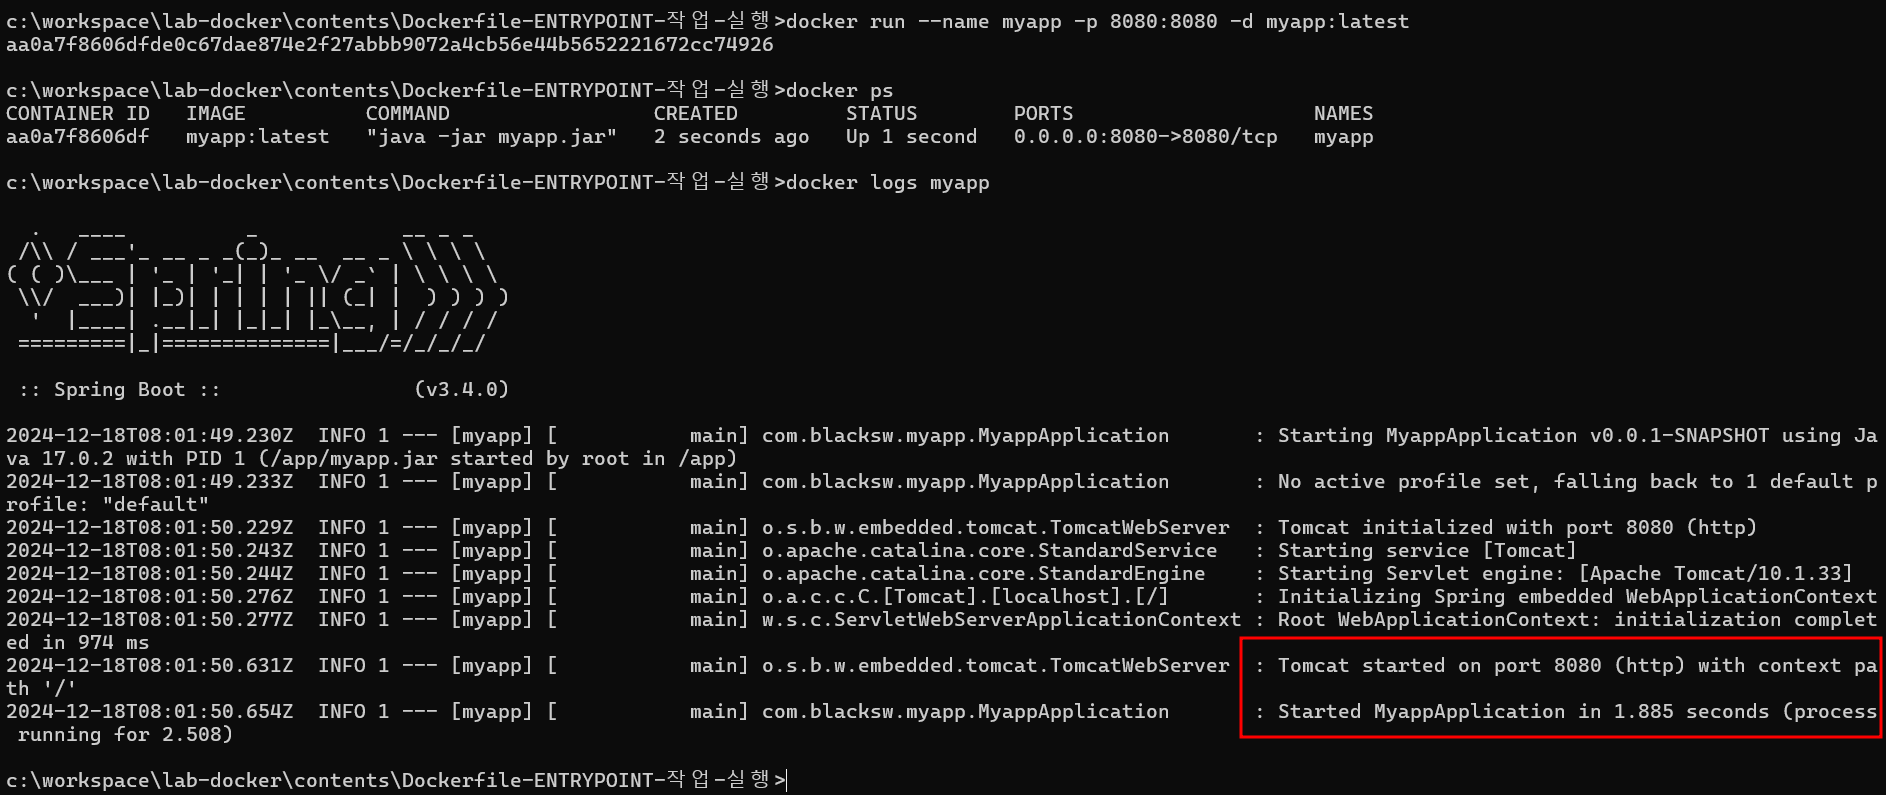 c:\workspace\lab-docker\contents\Dockerfile-ENTRYPOINT-작업-실행>docker run --name myapp -p 8080:8080 -d myapp:latest
aa0a7f8606dfde0c67dae874e2f27abbb9072a4cb56e44b5652221672cc74926
c:\workspace\lab-docker\contents\Dockerfile-ENTRYPOINT-작업-실행>docker ps
CONTAINER ID   IMAGE          COMMAND                 CREATED         STATUS        PORTS                    NAMES
aa0a7f8606df   myapp:latest   "java -jar myapp.jar"   2 seconds ago   Up 1 second   0.0.0.0:8080->8080/tcp   myapp
c:\workspace\lab-docker\contents\Dockerfile-ENTRYPOINT-작업-실행>docker logs myapp
  .   ____          _            __ _ _
 /\\ / ___'_ __ _ _(_)_ __  __ _ \ \ \ \
( ( )\___ | '_ | '_| | '_ \/ _` | \ \ \ \
 \\/  ___)| |_)| | | | | || (_| |  ) ) ) )
  '  |____| .__|_| |_|_| |_\__, | / / / /
 =========|_|==============|___/=/_/_/_/
 :: Spring Boot ::                (v3.4.0)
2024-12-18T08:01:49.230Z  INFO 1 --- [myapp] [           main] com.blacksw.myapp.MyappApplication       : Starting MyappApplication v0.0.1-SNAPSHOT using Ja
va 17.0.2 with PID 1 (/app/myapp.jar started by root in /app)
2024-12-18T08:01:49.233Z  INFO 1 --- [myapp] [           main] com.blacksw.myapp.MyappApplication       : No active profile set, falling back to 1 default p
rofile: "default"
2024-12-18T08:01:50.229Z  INFO 1 --- [myapp] [           main] o.s.b.w.embedded.tomcat.TomcatWebServer  : Tomcat initialized with port 8080 (http)
2024-12-18T08:01:50.243Z  INFO 1 --- [myapp] [           main] o.apache.catalina.core.StandardService   : Starting service [Tomcat]
2024-12-18T08:01:50.244Z  INFO 1 --- [myapp] [           main] o.apache.catalina.core.StandardEngine    : Starting Servlet engine: [Apache Tomcat/10.1.33]
2024-12-18T08:01:50.276Z  INFO 1 --- [myapp] [           main] o.a.c.c.C.[Tomcat].[localhost].[/]       : Initializing Spring embedded WebApplicationContext
2024-12-18T08:01:50.277Z  INFO 1 --- [myapp] [           main] w.s.c.ServletWebServerApplicationContext : Root WebApplicationContext: initialization complet
ed in 974 ms
2024-12-18T08:01:50.631Z  INFO 1 --- [myapp] [           main] o.s.b.w.embedded.tomcat.TomcatWebServer  : Tomcat started on port 8080 (http) with context pa
th '/'
2024-12-18T08:01:50.654Z  INFO 1 --- [myapp] [           main] com.blacksw.myapp.MyappApplication       : Started MyappApplication in 1.885 seconds (process
 running for 2.508)
c:\workspace\lab-docker\contents\Dockerfile-ENTRYPOINT-작업-실행>